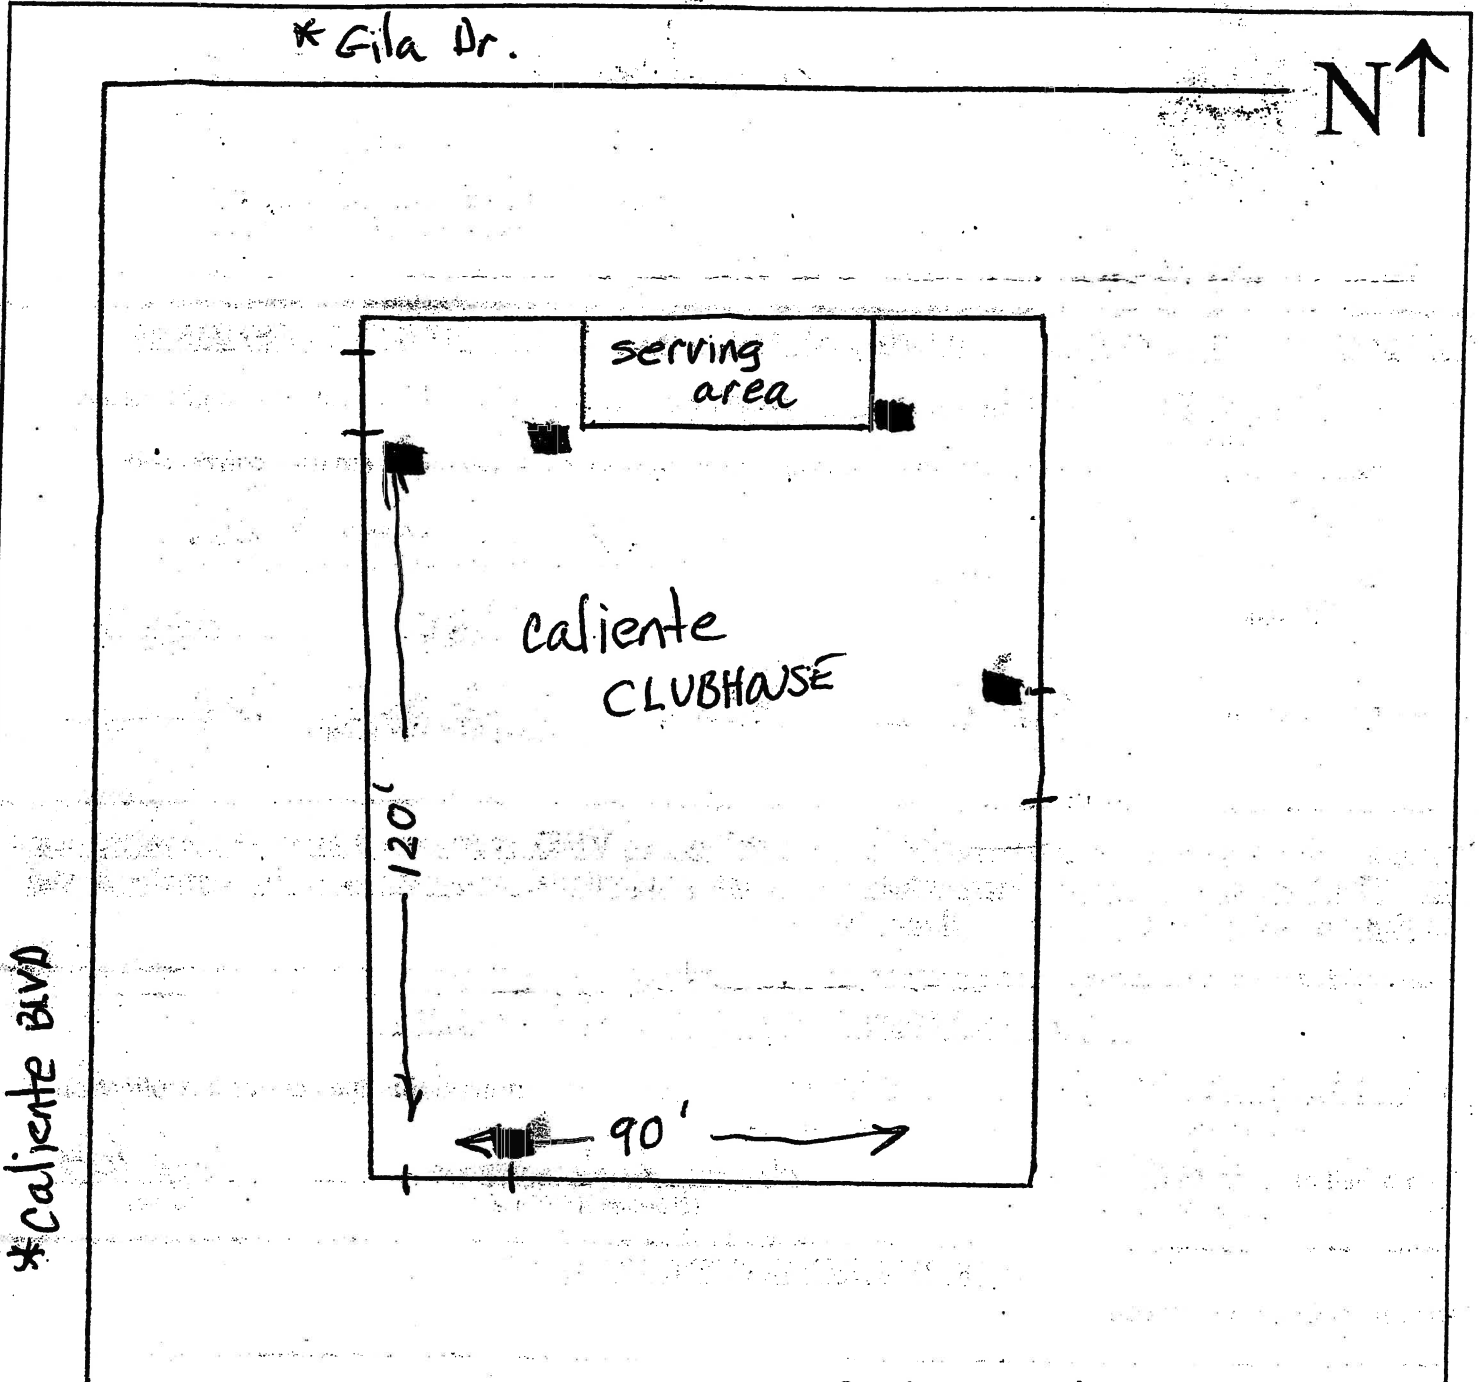 * Gila Dr.
N↑
serving
area
caliente
CLUBHOUSE
120'
90'
*Caliente BLVD